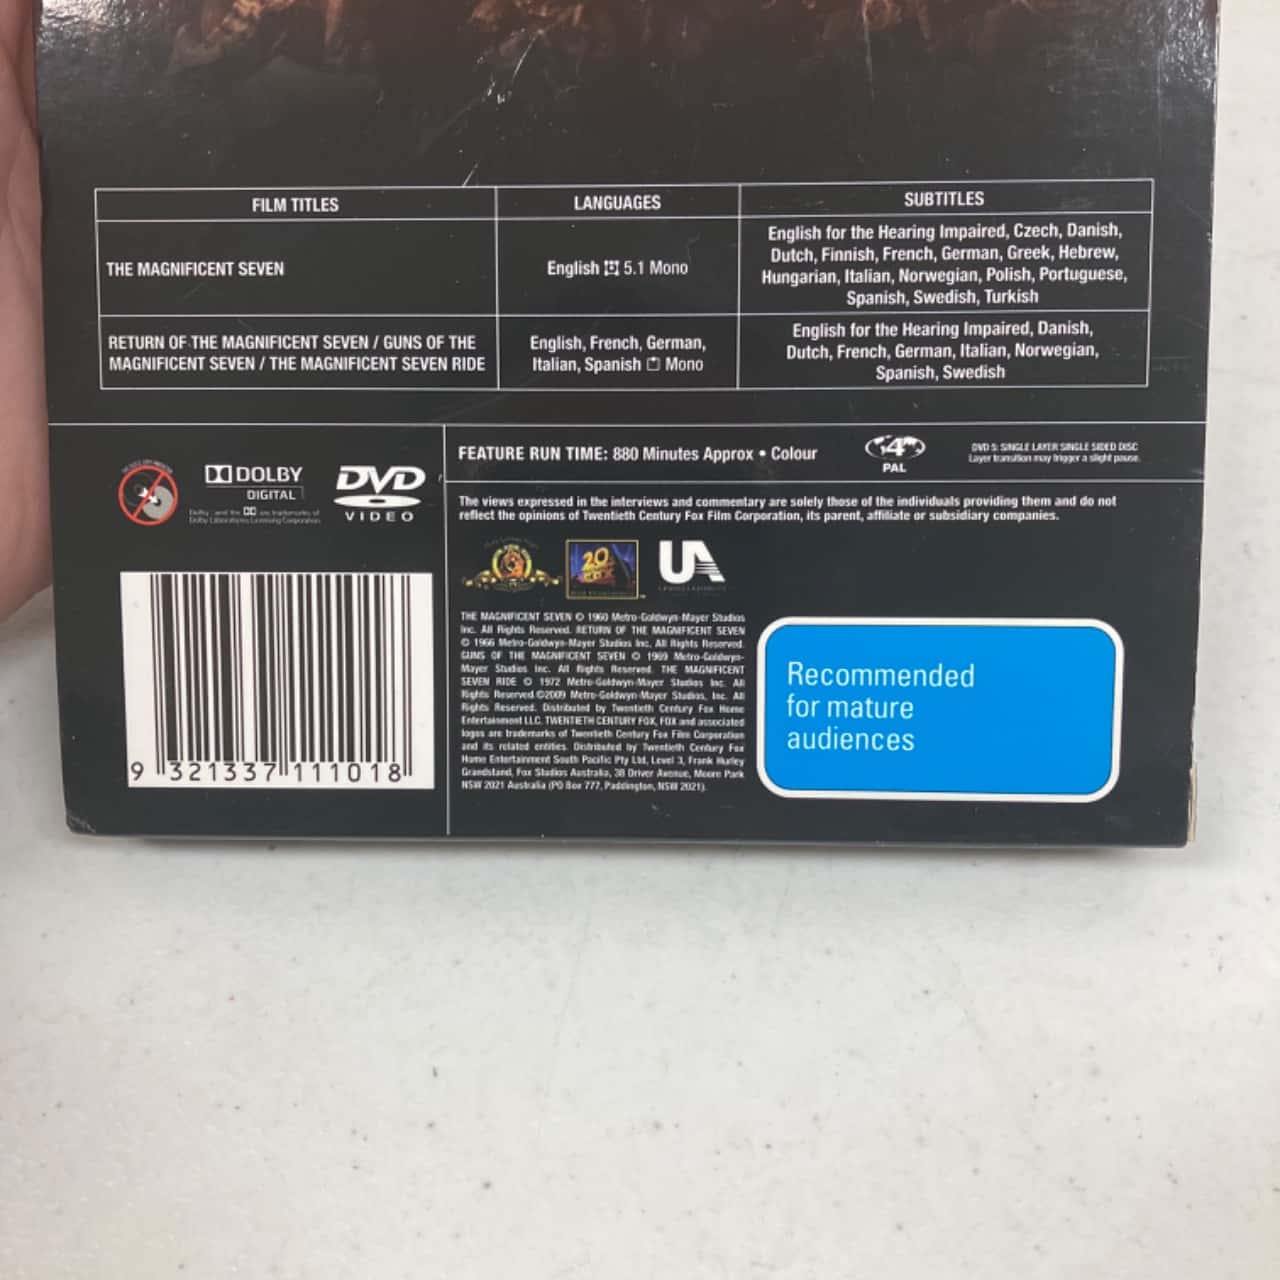 FILM TITLES
LANGUAGES
SUBTITLES
THE MAGNIFICENT SEVEN
English 5.1 Mono
English for the Hearing Impaired, Czech, Danish,
Dutch, Finnish, French, German, Greek, Hebrew,
Hungarian, Italian, Norwegian, Polish, Portuguese,
Spanish, Swedish, Turkish
RETURN OF THE MAGNIFICENT SEVEN / GUNS OF THE
MAGNIFICENT SEVEN / THE MAGNIFICENT SEVEN RIDE
English, French, German,
Italian, Spanish Mono
English for the Hearing Impaired, Danish,
Dutch, French, German, Italian, Norwegian,
Spanish, Swedish
DOLBY
DIGITAL
Dolby and the are trademarks of
Dolby Laboratories Licensing Corporation
DVD
VIDEO
FEATURE RUN TIME: 880 Minutes Approx • Colour
4
PAL
DVD 5: SINGLE LAYER SINGLE SIDED DISC
Layer transition may trigger a slight pause.
The views expressed in the interviews and commentary are solely those of the individuals providing them and do not
reflect the opinions of Twentieth Century Fox Film Corporation, its parent, affiliate or subsidiary companies.
20
FOX
UA
THE MAGNIFICENT SEVEN © 1960 Metro-Goldwyn-Mayer Studios
Inc. All Rights Reserved. RETURN OF THE MAGNIFICENT SEVEN
© 1966 Metro-Goldwyn-Mayer Studios Inc. All Rights Reserved.
GUNS OF THE MAGNIFICENT SEVEN © 1969 Metro-Goldwyn-
Mayer Studios Inc. All Rights Reserved. THE MAGNIFICENT
SEVEN RIDE © 1972 Metro-Goldwyn-Mayer Studios Inc. All
Rights Reserved ©2009 Metro-Goldwyn-Mayer Studios, Inc. All
Rights Reserved. Distributed by Twentieth Century Fox Home
Entertainment LLC. TWENTIETH CENTURY FOX, FOX and associated
logos are trademarks of Twentieth Century Fox Film Corporation
and its related entities. Distributed by Twentieth Century Fox
Home Entertainment South Pacific Pty Ltd, Level 3, Frank Hurley
Grandstand, Fox Studios Australia, 38 Driver Avenue, Moore Park
NSW 2021 Australia (PO Box 777, Paddington, NSW 2021).
Recommended
for mature
audiences
9 321337 111018